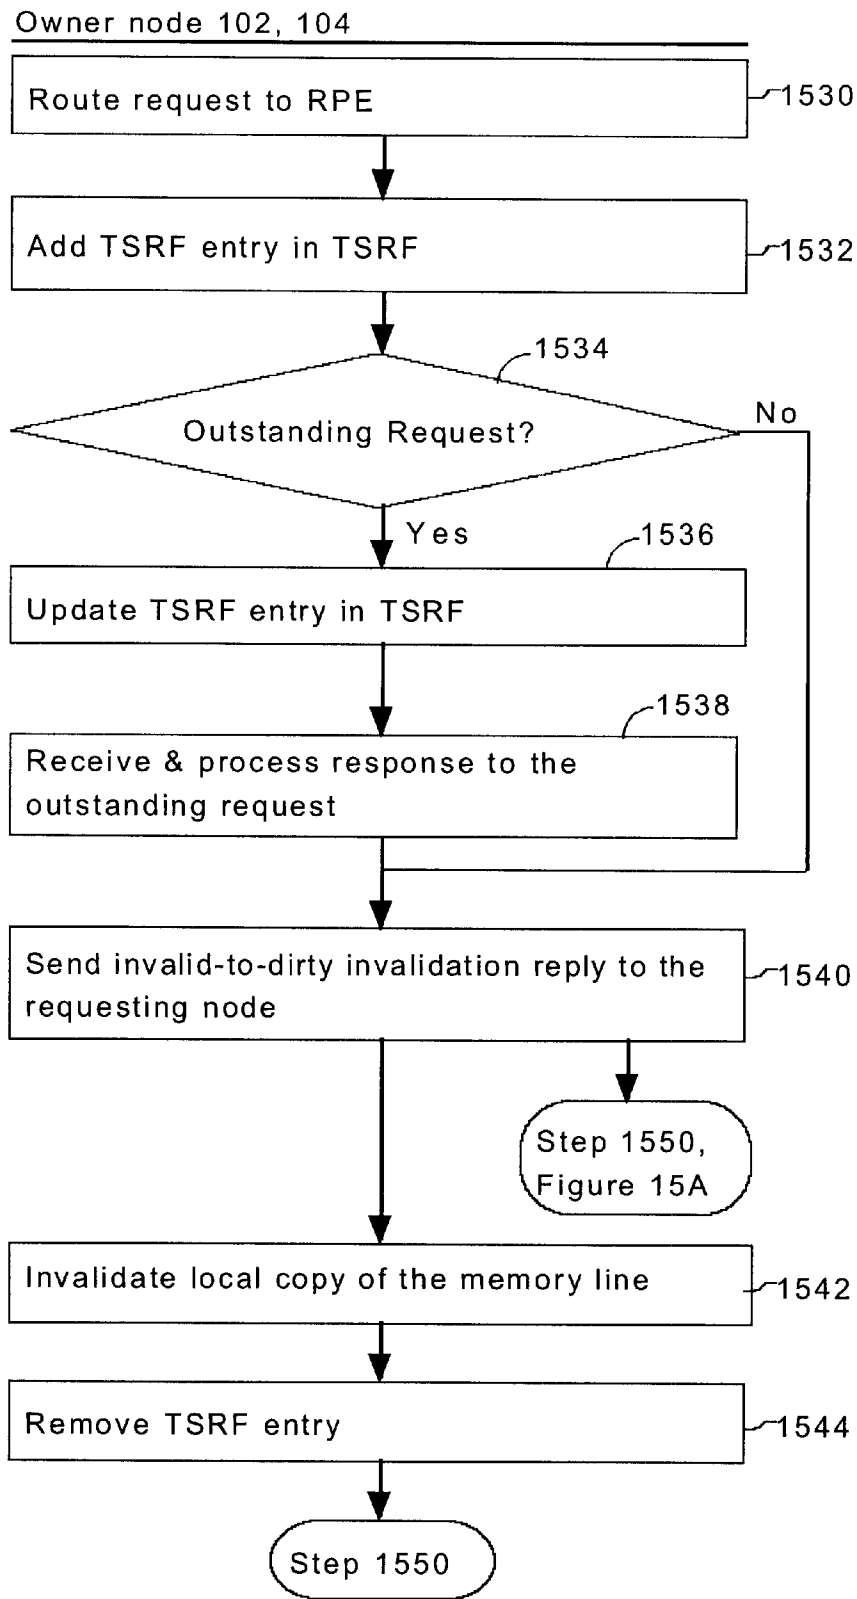 Owner node 102, 104
Route request to RPE
1530
Add TSRF entry in TSRF
1532
1534
Outstanding Request?
No
Yes
1536
Update TSRF entry in TSRF
1538
Receive & process response to the
outstanding request
Send invalid-to-dirty invalidation reply to the
requesting node
1540
Step 1550,
Figure 15A
Invalidate local copy of the memory line
1542
Remove TSRF entry
1544
Step 1550